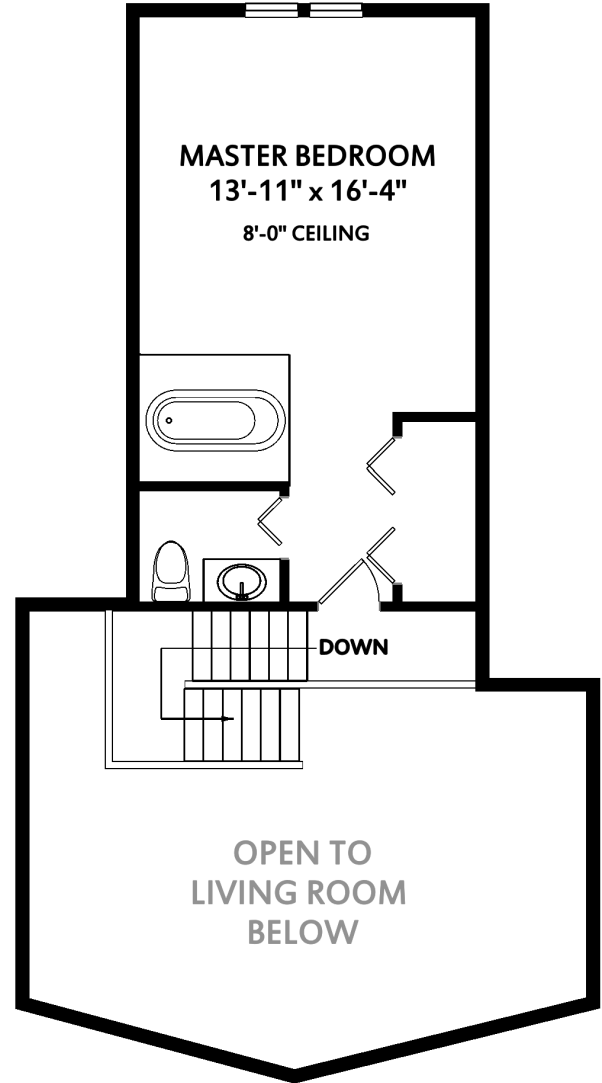 MASTER BEDROOM
13'-11" x 16'-4"
8'-0" CEILING
DOWN
OPEN TO
LIVING ROOM
BELOW